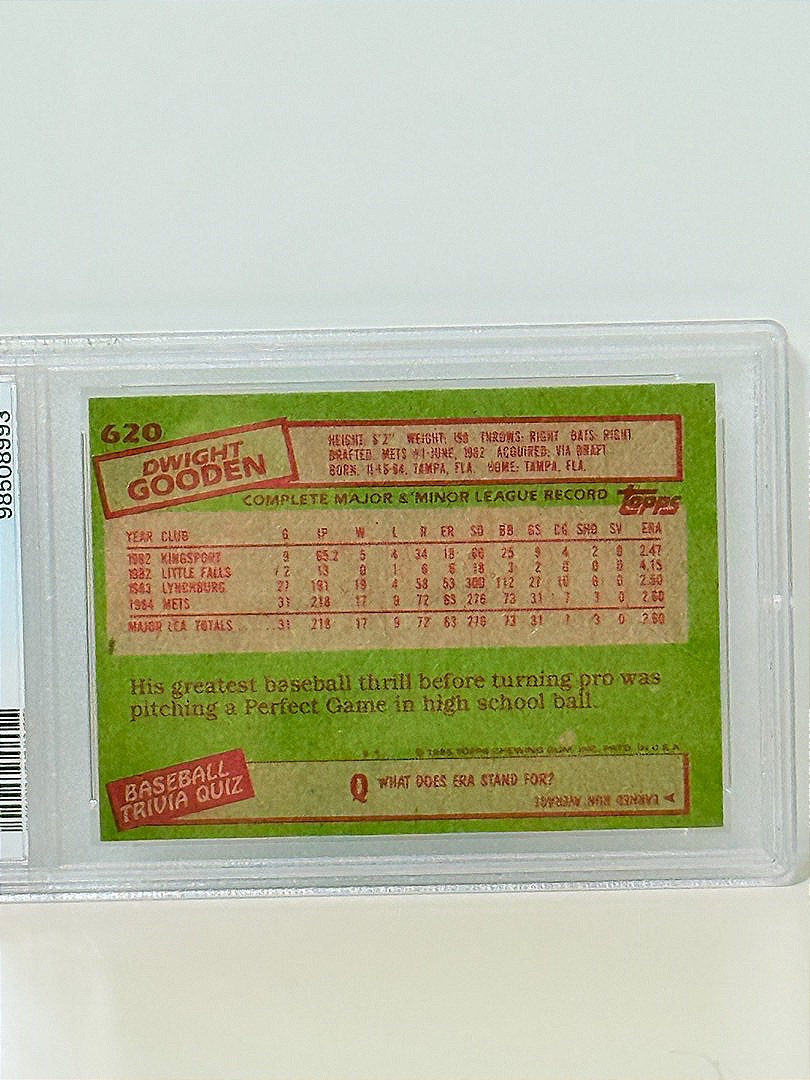 98508993
620
DWIGHT
GOODEN
HEIGHT: 6'2" WEIGHT: 190 THROWS: RIGHT BATS: RIGHT
DRAFTED: METS #1-JUNE, 1982 ACQUIRED: VIA DRAFT
BORN: 11-16-64, TAMPA, FLA. HOME: TAMPA, FLA.
COMPLETE MAJOR & MINOR LEAGUE RECORD
topps
YEAR CLUB G IP W L R ER SO BB GS CG SHO SV ERA
1982 KINGSPORT 9 65.2 5 4 34 18 66 25 9 4 2 0 2.47
1982 LITTLE FALLS 2 13 0 1 6 6 18 3 2 0 0 0 4.15
1983 LYNCHBURG 27 191 19 4 58 53 300 112 27 10 6 0 2.50
1984 METS 31 218 17 9 72 63 276 73 31 7 3 0 2.60
MAJOR LEA TOTALS 31 218 17 9 72 63 276 73 31 7 3 0 2.60
His greatest baseball thrill before turning pro was
pitching a Perfect Game in high school ball.
© 1985 TOPPS CHEWING GUM, INC. PRTD. IN U.S.A.
BASEBALL
TRIVIA QUIZ
Q WHAT DOES ERA STAND FOR?
EARNED RUN AVERAGE